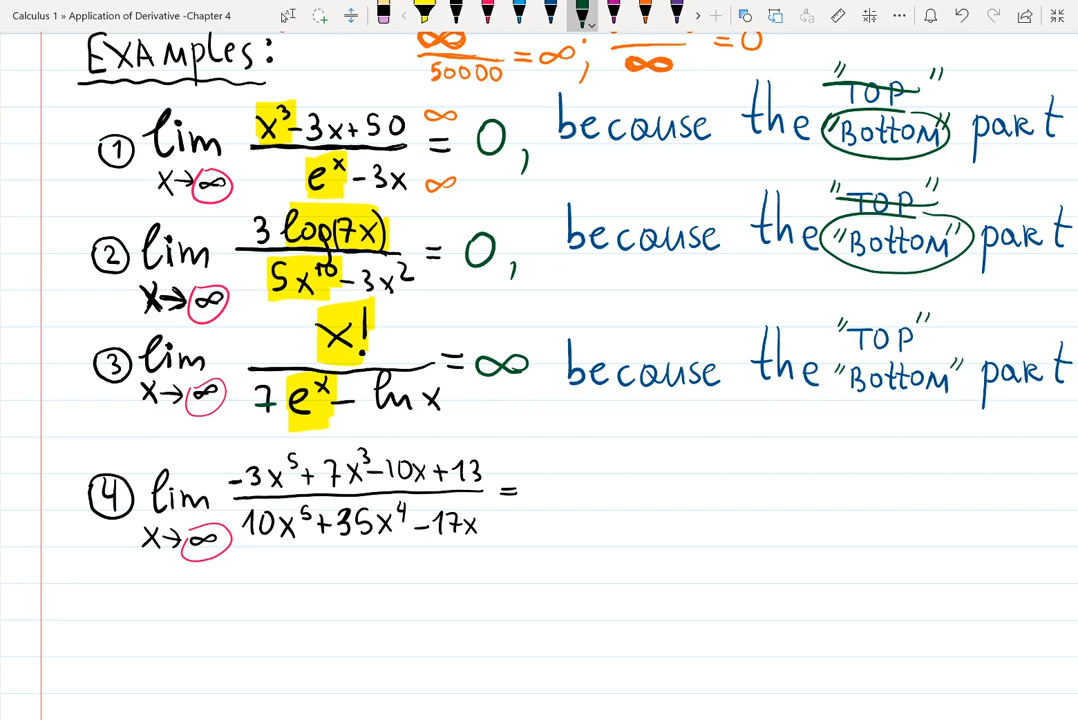 Calculus 1 » Application of Derivative -Chapter 4
EXAMPLES:
∞/50000 = ∞; /∞ = 0
① lim x→∞ (x³-3x+50)/(eˣ-3x) ∞/∞ = 0, because the "TOP" "Bottom" part
② lim x→∞ (3 log(7x))/(5x¹⁰-3x²) = 0, because the "TOP" "Bottom" part
③ lim x→∞ (x!)/(7eˣ - ln x) = ∞ because the "TOP" "Bottom" part
④ lim x→∞ (-3x⁵+7x³-10x+13)/(10x⁵+35x⁴-17x) =